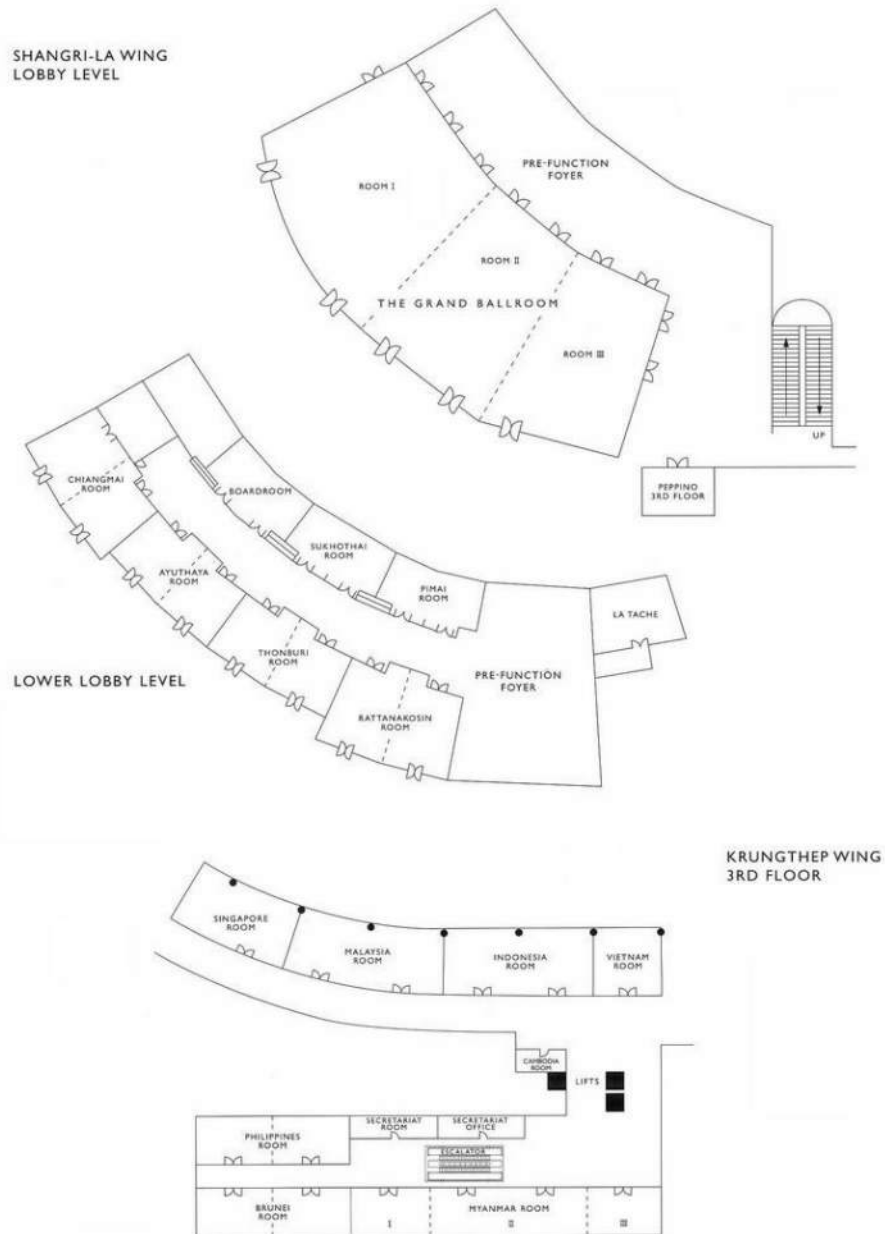 SHANGRI-LA WING
LOBBY LEVEL
PRE-FUNCTION
FOYER
ROOM I
ROOM II
THE GRAND BALLROOM
ROOM III
UP
PEPPINO
3RD FLOOR
CHIANGMAI
ROOM
BOARDROOM
SUKHOTHAI
ROOM
AYUTHAYA
ROOM
PIMAI
ROOM
LA TACHE
THONBURI
ROOM
LOWER LOBBY LEVEL
PRE-FUNCTION
FOYER
RATTANAKOSIN
ROOM
KRUNGTHEP WING
3RD FLOOR
SINGAPORE
ROOM
MALAYSIA
ROOM
INDONESIA
ROOM
VIETNAM
ROOM
CAMBODIA
ROOM
LIFTS
SECRETARIAT
ROOM
SECRETARIAT
OFFICE
PHILIPPINES
ROOM
ESCALATOR
BRUNEI
ROOM
MYANMAR ROOM
I
II
III